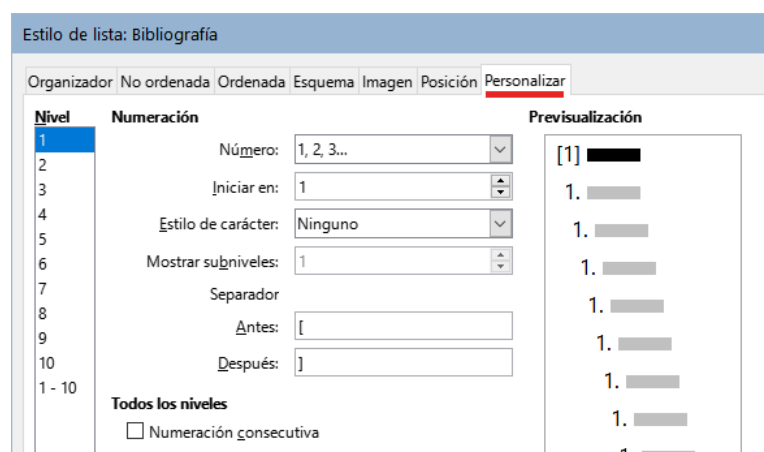 Estilo de lista: Bibliografía
Organizador No ordenada Ordenada Esquema Imagen Posición Personalizar
Nivel
1
2
3
4
5
6
7
8
9
10
1 - 10
Numeración
Número: 1, 2, 3...
Iniciar en: 1
Estilo de carácter: Ninguno
Mostrar subniveles: 1
Separador
Antes: [
Después: ]
Todos los niveles
Numeración consecutiva
Previsualización
[1]
1.
1.
1.
1.
1.
1.
1.